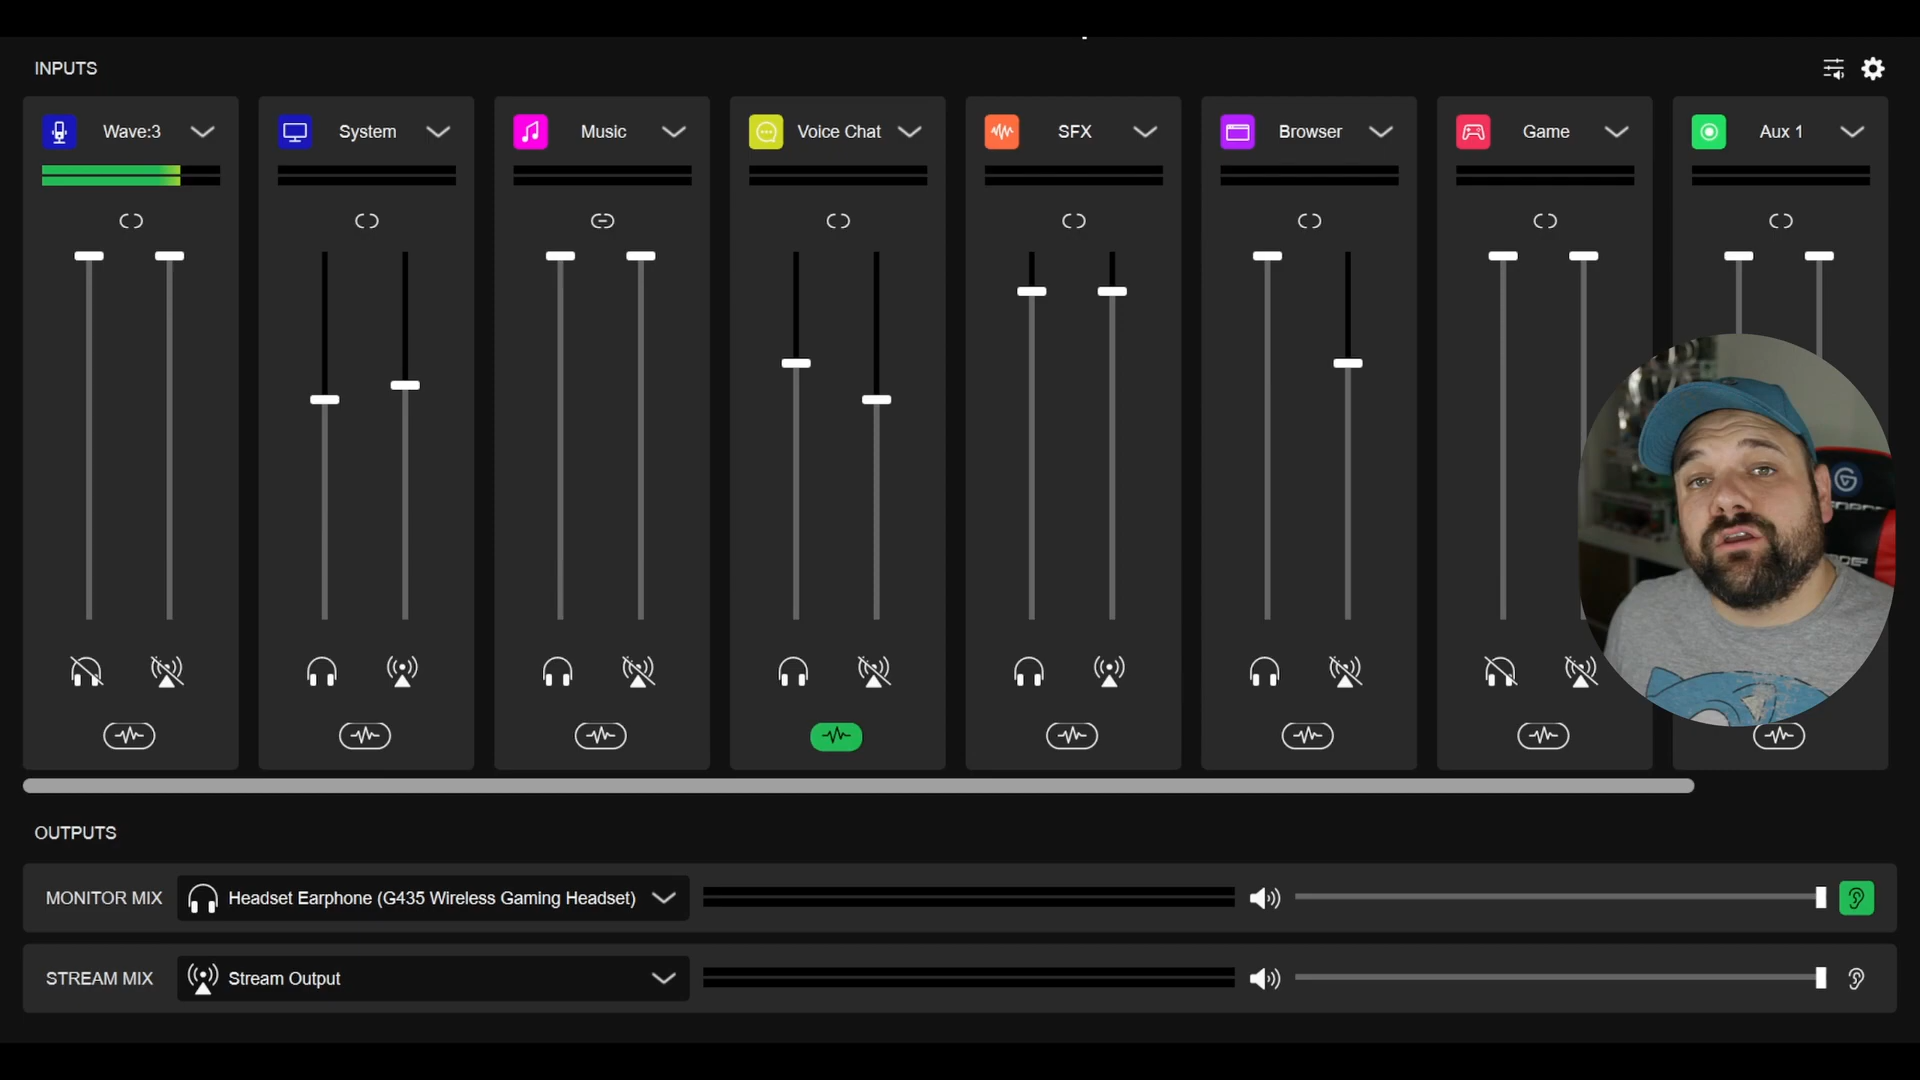 INPUTS
Wave:3
System
Music
Voice Chat
SFX
Browser
Game
Aux 1
OUTPUTS
MONITOR MIX
Headset Earphone (G435 Wireless Gaming Headset)
STREAM MIX
Stream Output